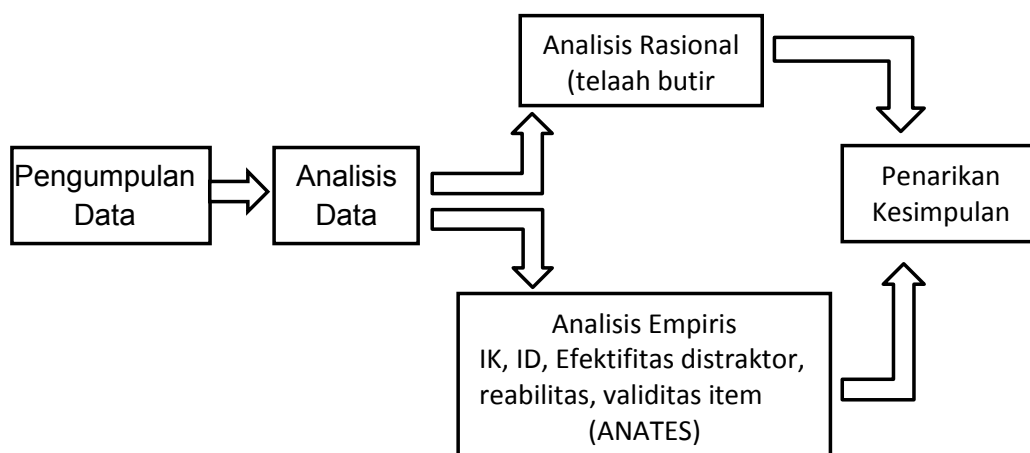 Pengumpulan
Data
Analisis
Data
Analisis Rasional
(telaah butir
Analisis Empiris
IK, ID, Efektifitas distraktor,
reabilitas, validitas item
(ANATES)
Penarikan
Kesimpulan